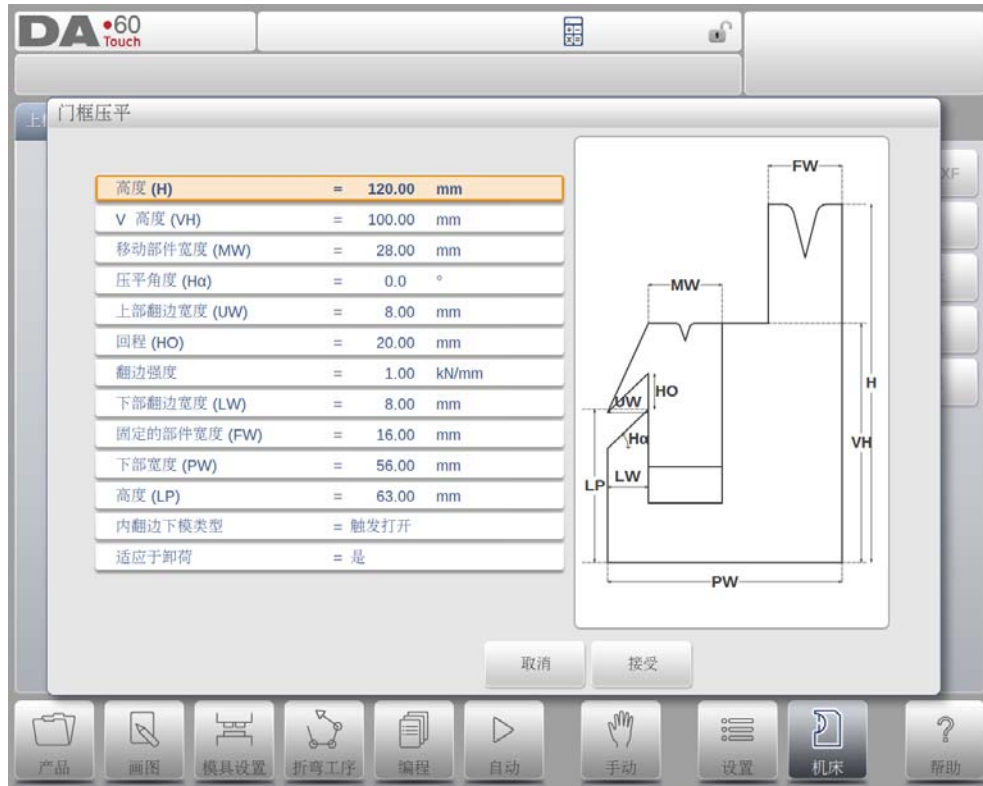 DA•60
Touch
上
门框压平
XF
高度 (H) = 120.00 mm
V 高度 (VH) = 100.00 mm
移动部件宽度 (MW) = 28.00 mm
压平角度 (Hα) = 0.0 °
上部翻边宽度 (UW) = 8.00 mm
回程 (HO) = 20.00 mm
翻边强度 = 1.00 kN/mm
下部翻边宽度 (LW) = 8.00 mm
固定的部件宽度 (FW) = 16.00 mm
下部宽度 (PW) = 56.00 mm
高度 (LP) = 63.00 mm
内翻边下模类型 = 触发打开
适应于卸荷 = 是
FW
MW
H
HO
UW
Hα
VH
LW
LP
PW
取消
接受
产品
画图
模具设置
折弯工序
编程
自动
手动
设置
机床
帮助